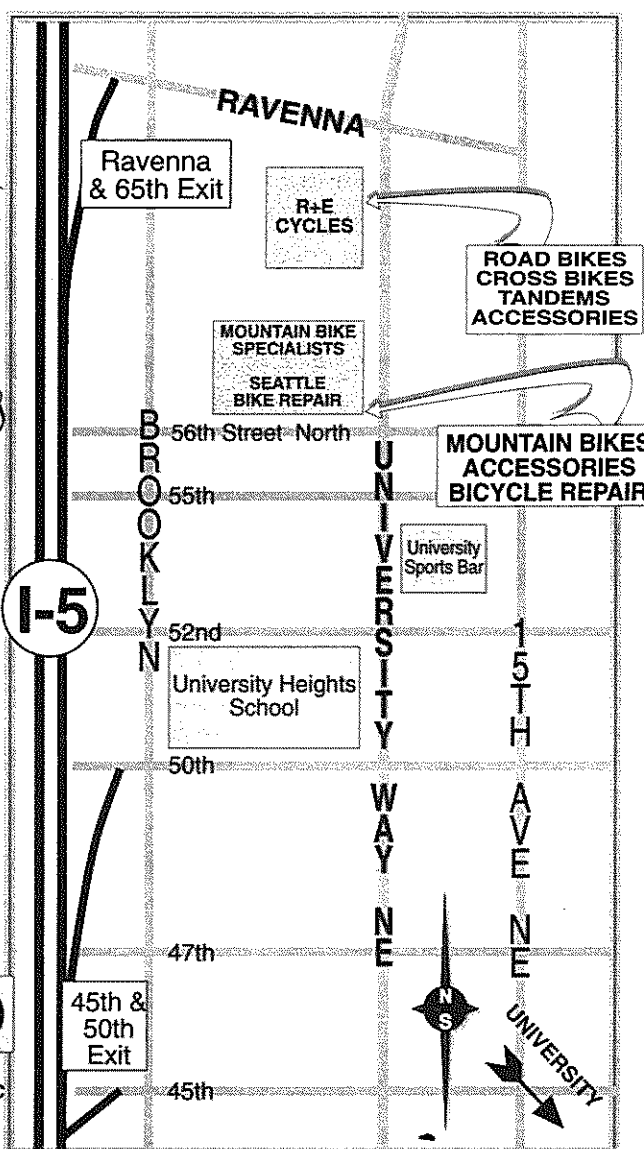 RAVENNA
Ravenna
& 65th Exit
R+E
CYCLES
ROAD BIKES
CROSS BIKES
TANDEMS
ACCESSORIES
MOUNTAIN BIKE
SPECIALISTS
SEATTLE
BIKE REPAIR
56th Street North
MOUNTAIN BIKES
ACCESSORIES
BICYCLE REPAIR
BROOKLYN
55th
UNIVERSITY WAY NE
University
Sports Bar
I-5
52nd
15TH AVE NE
University Heights
School
50th
47th
45th &
50th
Exit
N
S
UNIVERSITY
45th